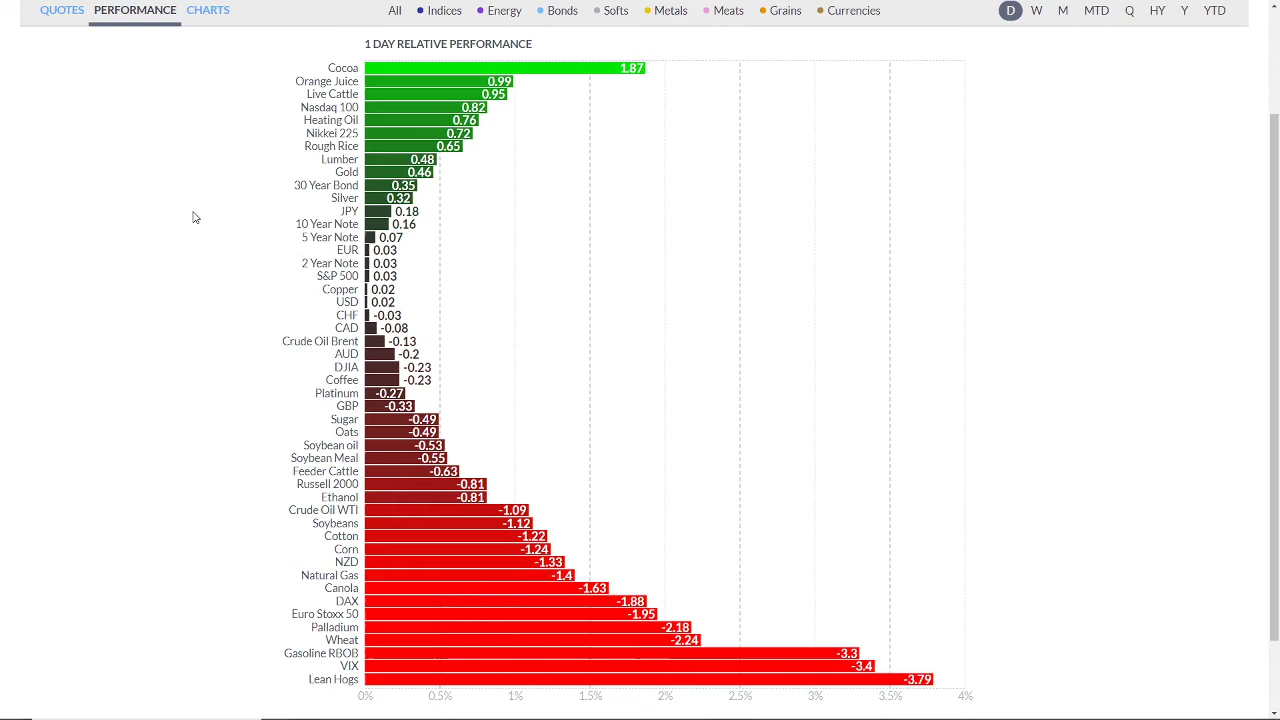 QUOTES PERFORMANCE CHARTS All Indices Energy Bonds Softs Metals Meats Grains Currencies D W M MTD Q HY Y YTD
1 DAY RELATIVE PERFORMANCE
Cocoa 1.87
Orange Juice 0.99
Live Cattle 0.95
Nasdaq 100 0.82
Heating Oil 0.76
Nikkei 225 0.72
Rough Rice 0.65
Lumber 0.48
Gold 0.46
30 Year Bond 0.35
Silver 0.32
JPY 0.18
10 Year Note 0.16
5 Year Note 0.07
EUR 0.03
2 Year Note 0.03
S&P 500 0.03
Copper 0.02
USD 0.02
CHF -0.03
CAD -0.08
Crude Oil Brent -0.13
AUD -0.2
DJIA -0.23
Coffee -0.23
Platinum -0.27
GBP -0.33
Sugar -0.49
Oats -0.49
Soybean oil -0.53
Soybean Meal -0.55
Feeder Cattle -0.63
Russell 2000 -0.81
Ethanol -0.81
Crude Oil WTI -1.09
Soybeans -1.12
Cotton -1.22
Corn -1.24
NZD -1.33
Natural Gas -1.4
Canola -1.63
DAX -1.88
Euro Stoxx 50 -1.95
Palladium -2.18
Wheat -2.24
Gasoline RBOB -3.3
VIX -3.4
Lean Hogs -3.79
0% 0.5% 1% 1.5% 2% 2.5% 3% 3.5% 4%